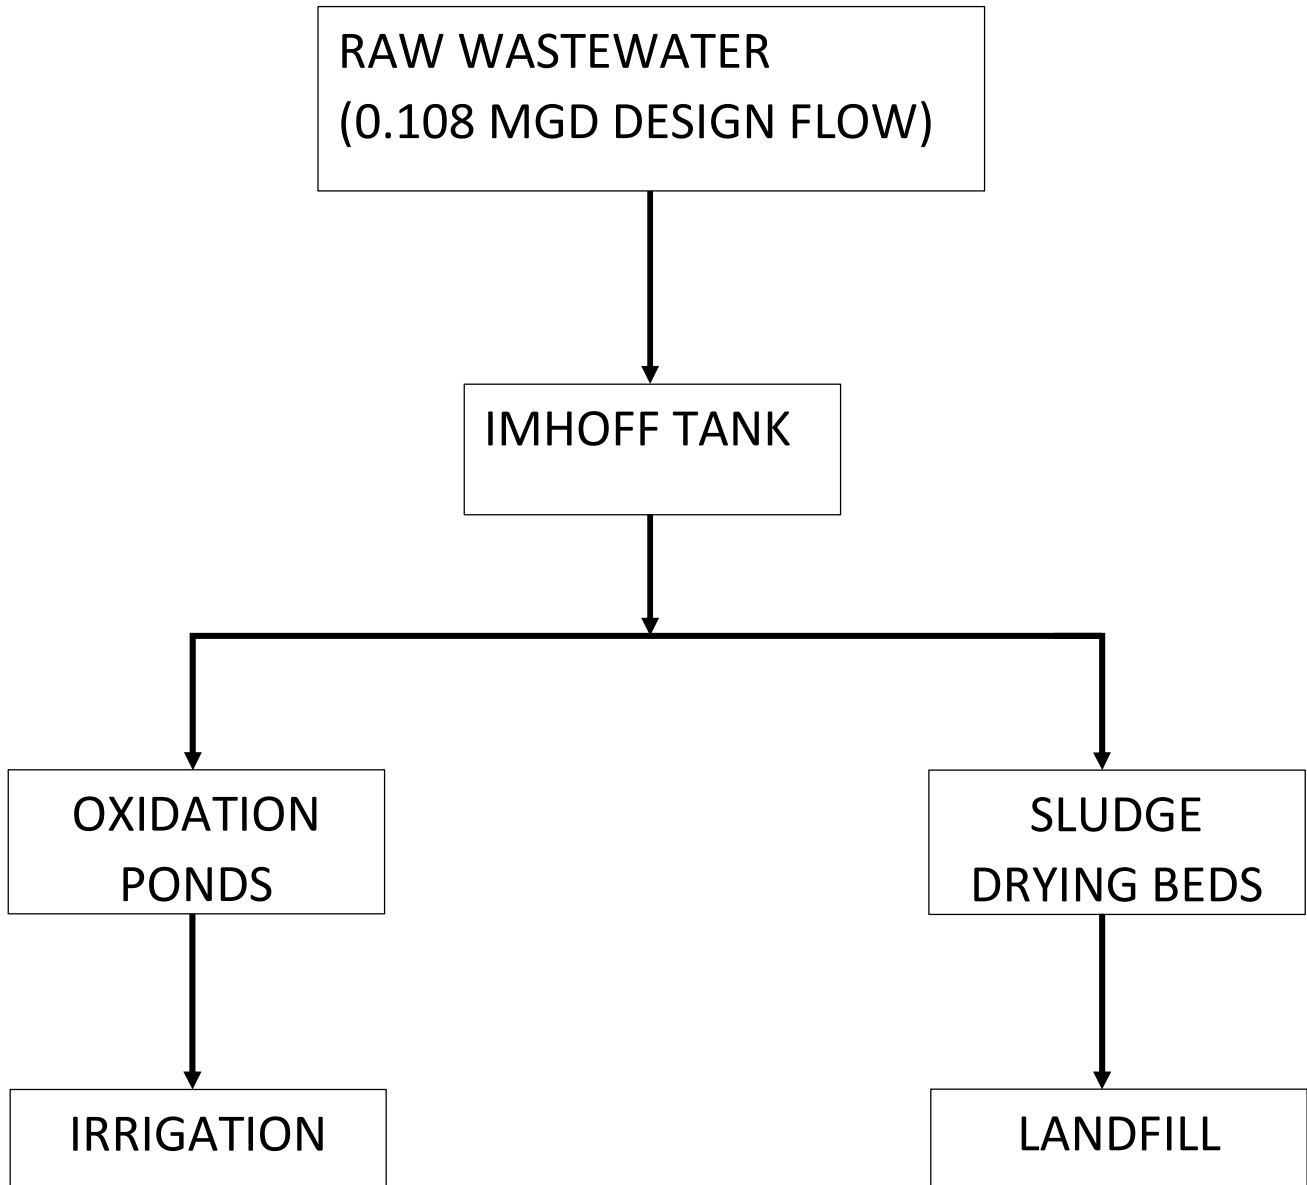 RAW WASTEWATER
(0.108 MGD DESIGN FLOW)
IMHOFF TANK
OXIDATION
PONDS
SLUDGE
DRYING BEDS
IRRIGATION
LANDFILL